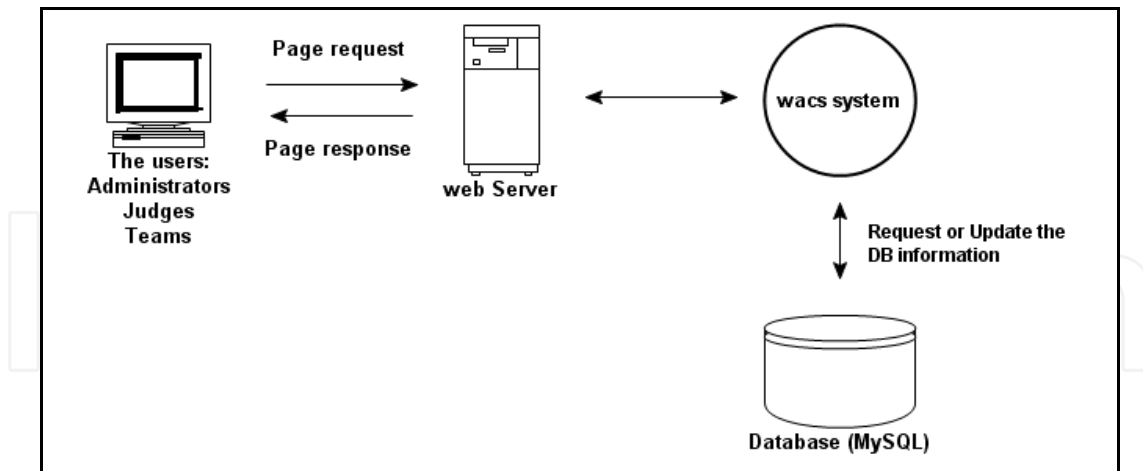 Page request
Page response
The users:
Administrators
Judges
Teams
web Server
wacs system
Request or Update the
DB information
Database (MySQL)